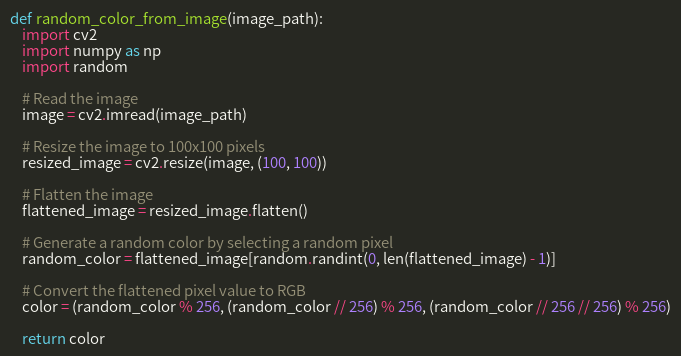 def random_color_from_image(image_path):
    import cv2
    import numpy as np
    import random

    # Read the image
    image = cv2.imread(image_path)

    # Resize the image to 100x100 pixels
    resized_image = cv2.resize(image, (100, 100))

    # Flatten the image
    flattened_image = resized_image.flatten()

    # Generate a random color by selecting a random pixel
    random_color = flattened_image[random.randint(0, len(flattened_image) - 1)]

    # Convert the flattened pixel value to RGB
    color = (random_color % 256, (random_color // 256) % 256, (random_color // 256 // 256) % 256)

    return color